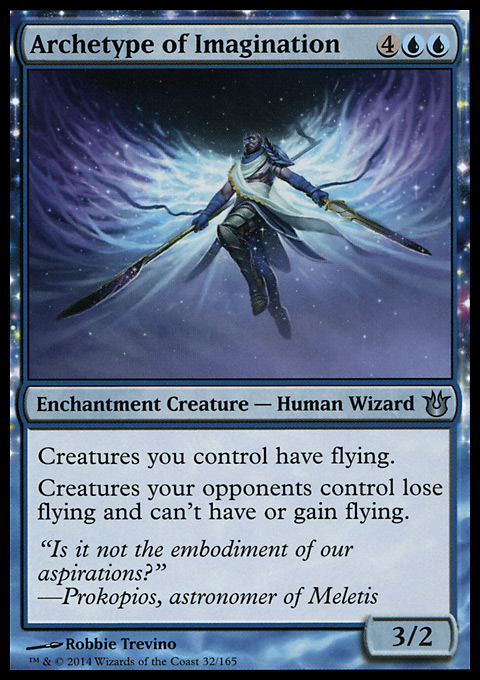 Archetype of Imagination 4
Enchantment Creature — Human Wizard
Creatures you control have flying.
Creatures your opponents control lose
flying and can't have or gain flying.
"Is it not the embodiment of our
aspirations?"
—Prokopios, astronomer of Meletis
3/2
Robbie Trevino
™ & © 2014 Wizards of the Coast 32/165